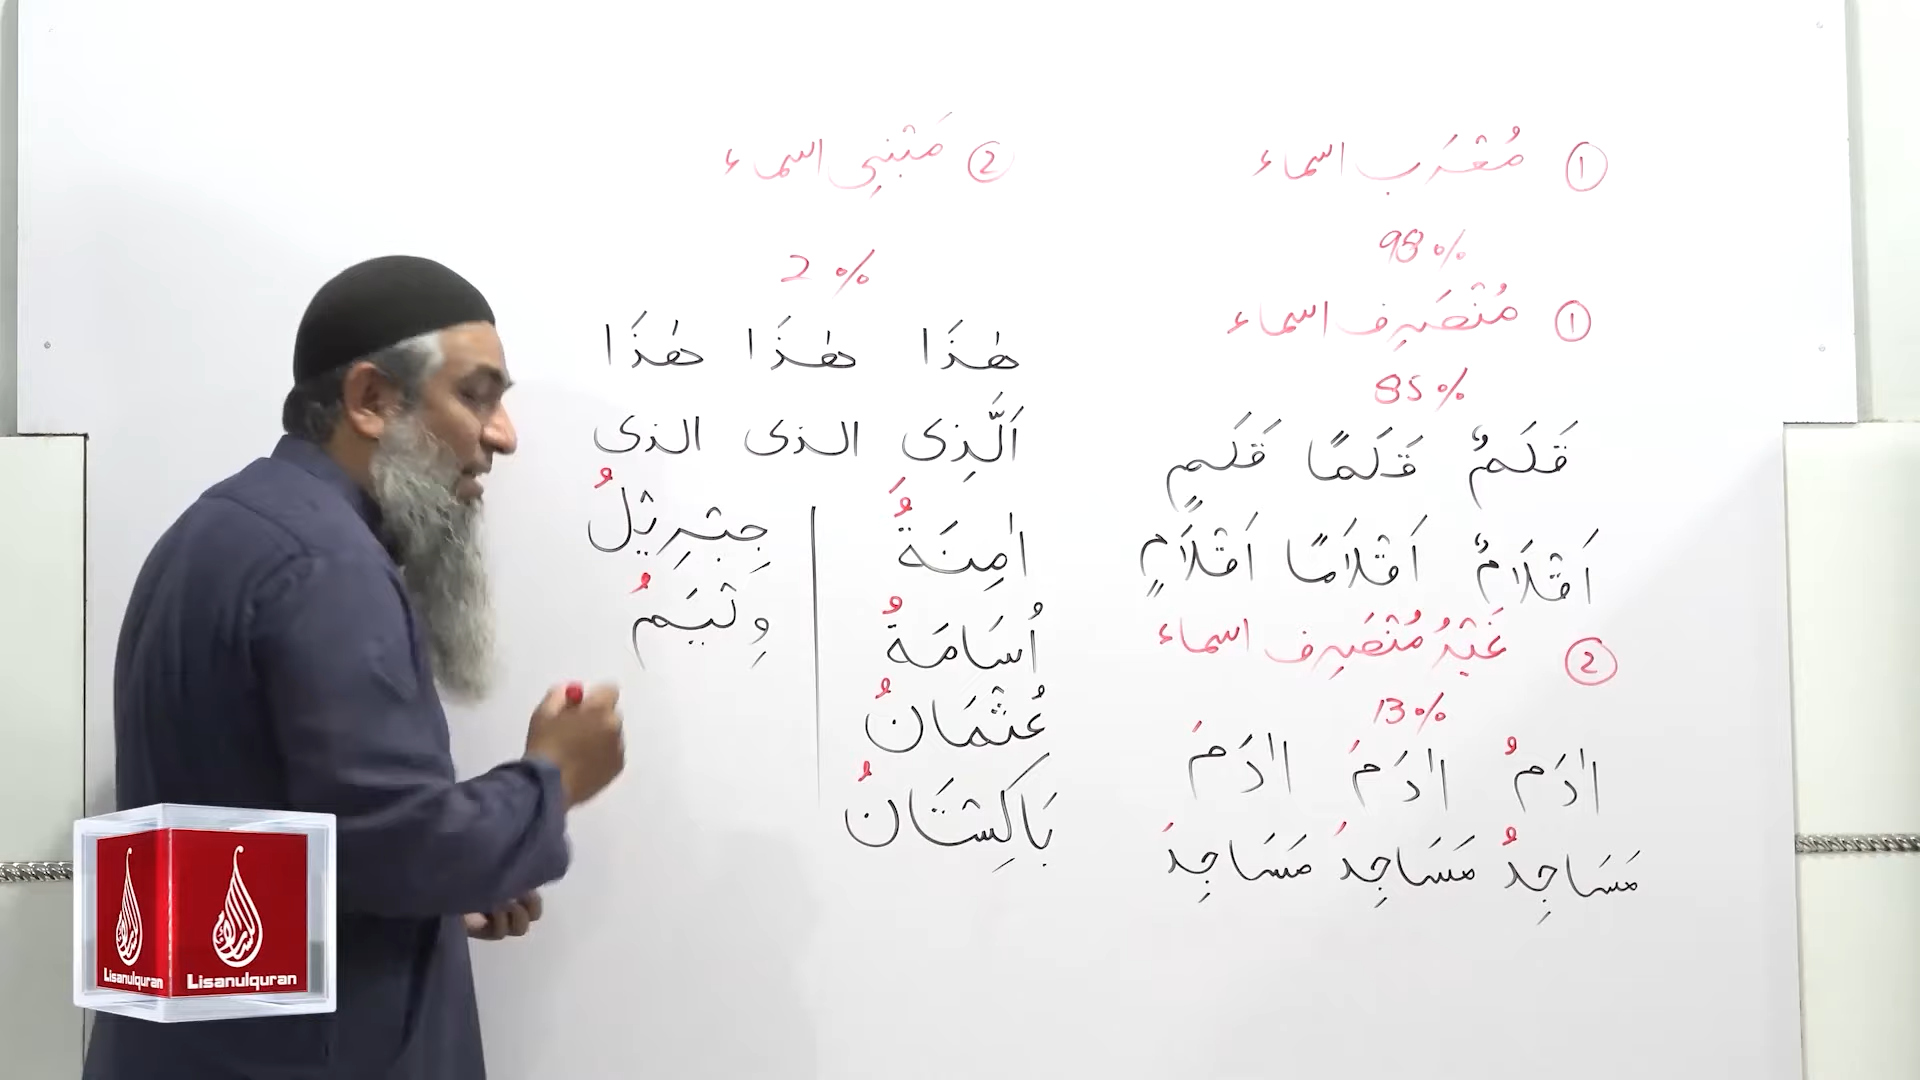 ① مُعْرَب اسماء
98%
① مُنْصَرِف اسماء
85%
قَلَمٌ قَلَمًا قَلَمٍ
اَقْلَامٌ اَقْلَامًا اَقْلَامٍ
② غَيْرُ مُنْصَرِف اسماء
13%
اٰدَمُ اٰدَمَ اٰدَمَ
مَسَاجِدُ مَسَاجِدَ مَسَاجِدَ
② مَبْنِی اسماء
2%
هٰذَا هٰذَا هٰذَا
اَلَّذِی الذی الذی
اٰمِنَةُ
اُسَامَةُ
عُثْمَانُ
بَاكِسْتَانُ
جِبْرِيْلُ
وِلْيَمُ
Lisanulquran
Lisanulquran